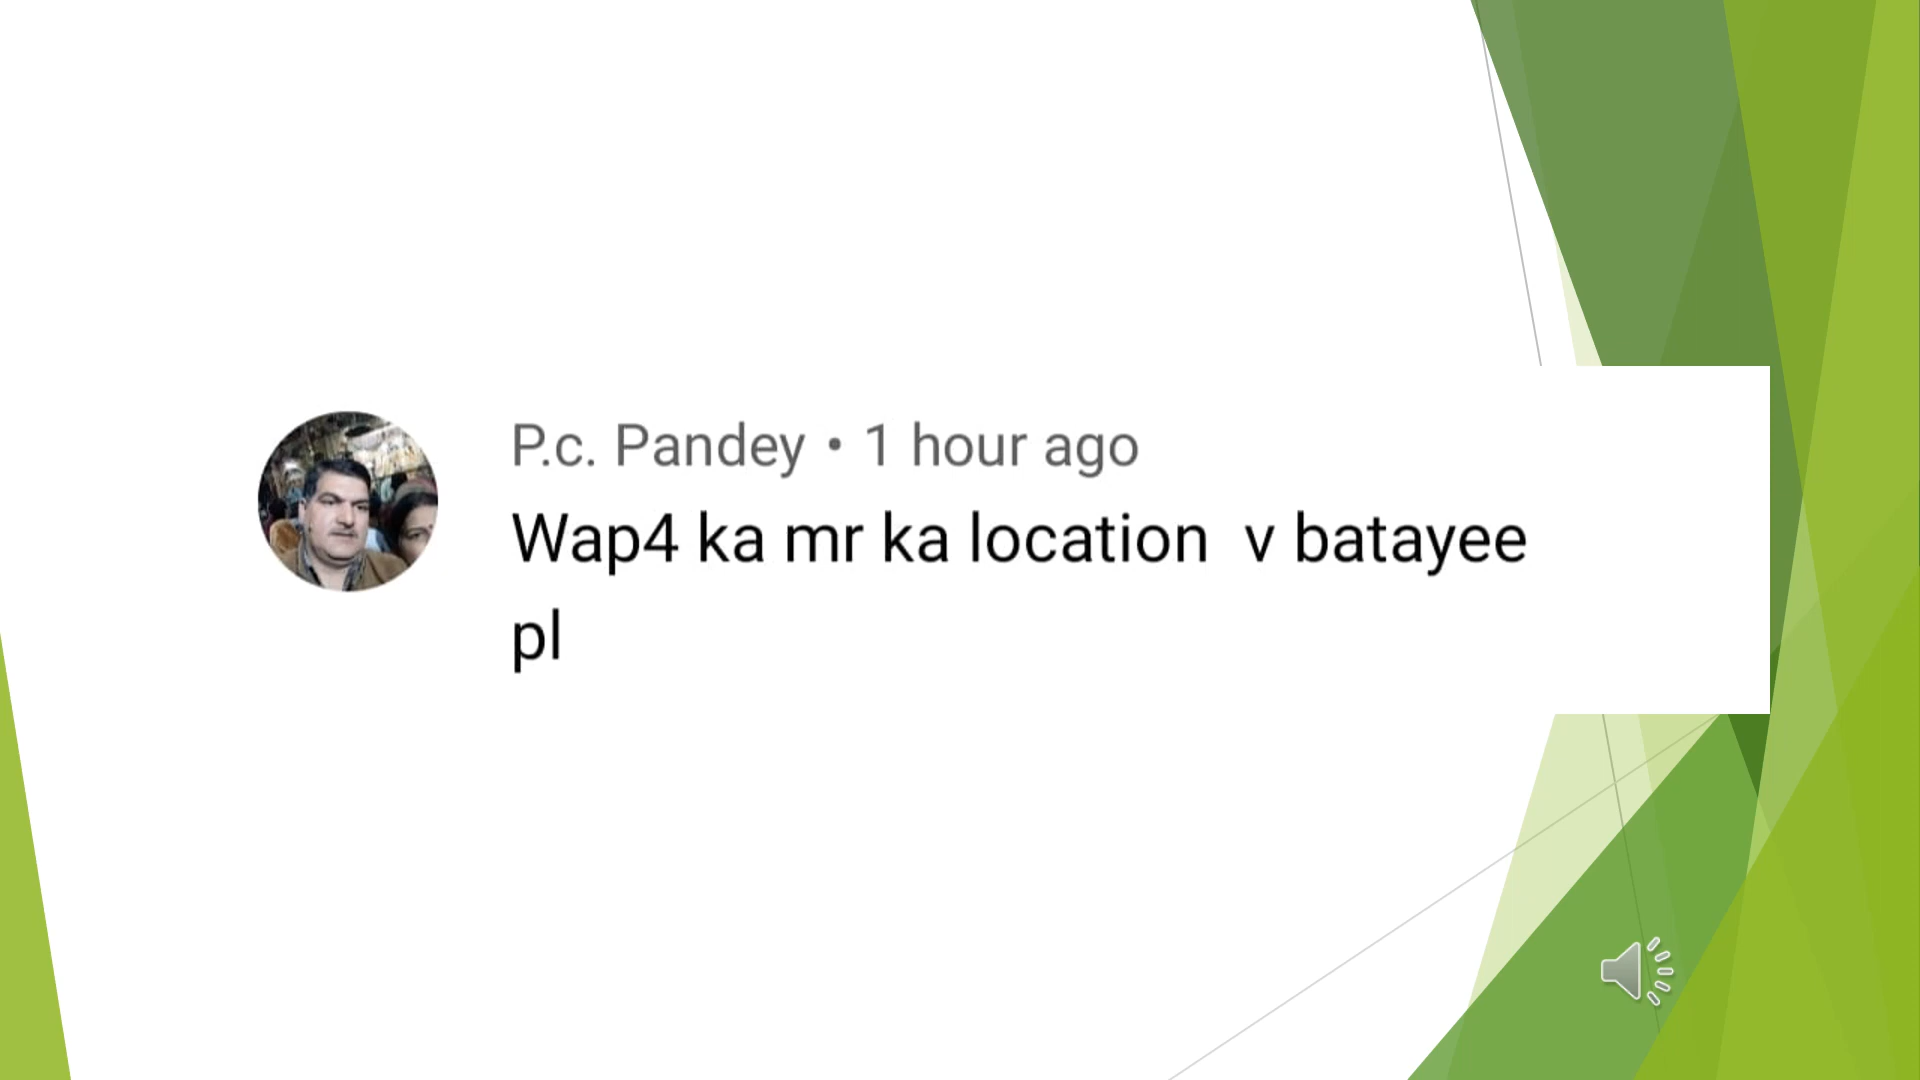 P.c. Pandey • 1 hour ago
Wap4 ka mr ka location v batayee
pl